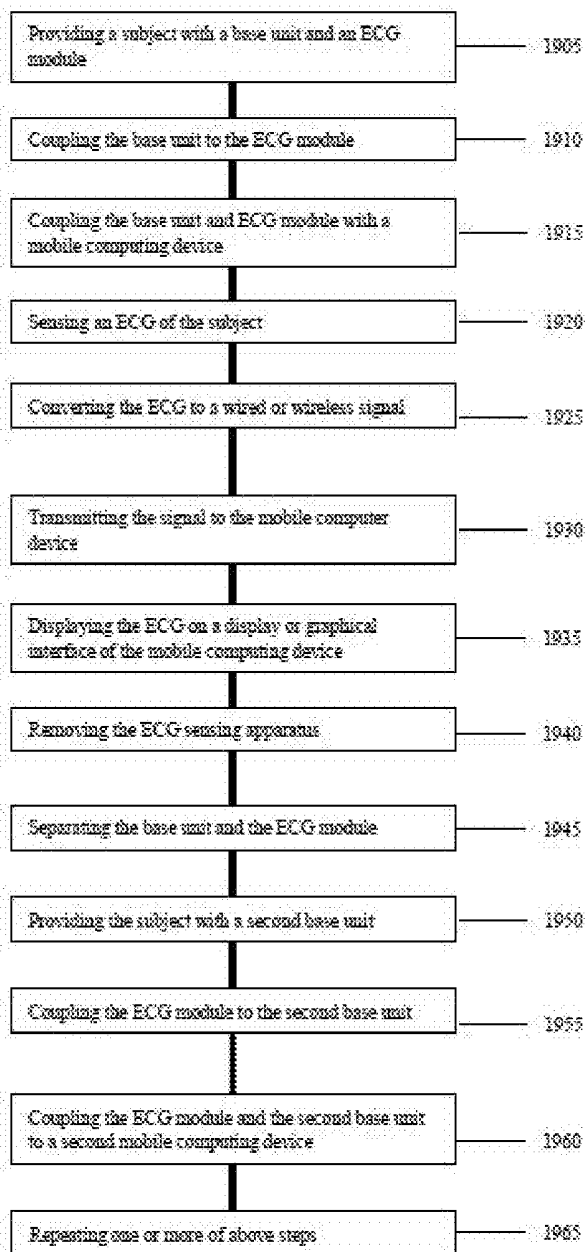 Providing a subject with a base unit and an ECG
module
1905
Coupling the base unit to the ECG module
1910
Coupling the base unit and ECG module with a
mobile computing device
1915
Sensing an ECG of the subject
1920
Converting the ECG to a wired or wireless signal
1925
Transmitting the signal to the mobile computer
device
1930
Displaying the ECG on a display or graphical
interface of the mobile computing device
1935
Removing the ECG sensing apparatus
1940
Separating the base unit and the ECG module
1945
Providing the subject with a second base unit
1950
Coupling the ECG module to the second base unit
1955
Coupling the ECG module and the second base unit
to a second mobile computing device
1960
Repeating one or more of above steps
1965